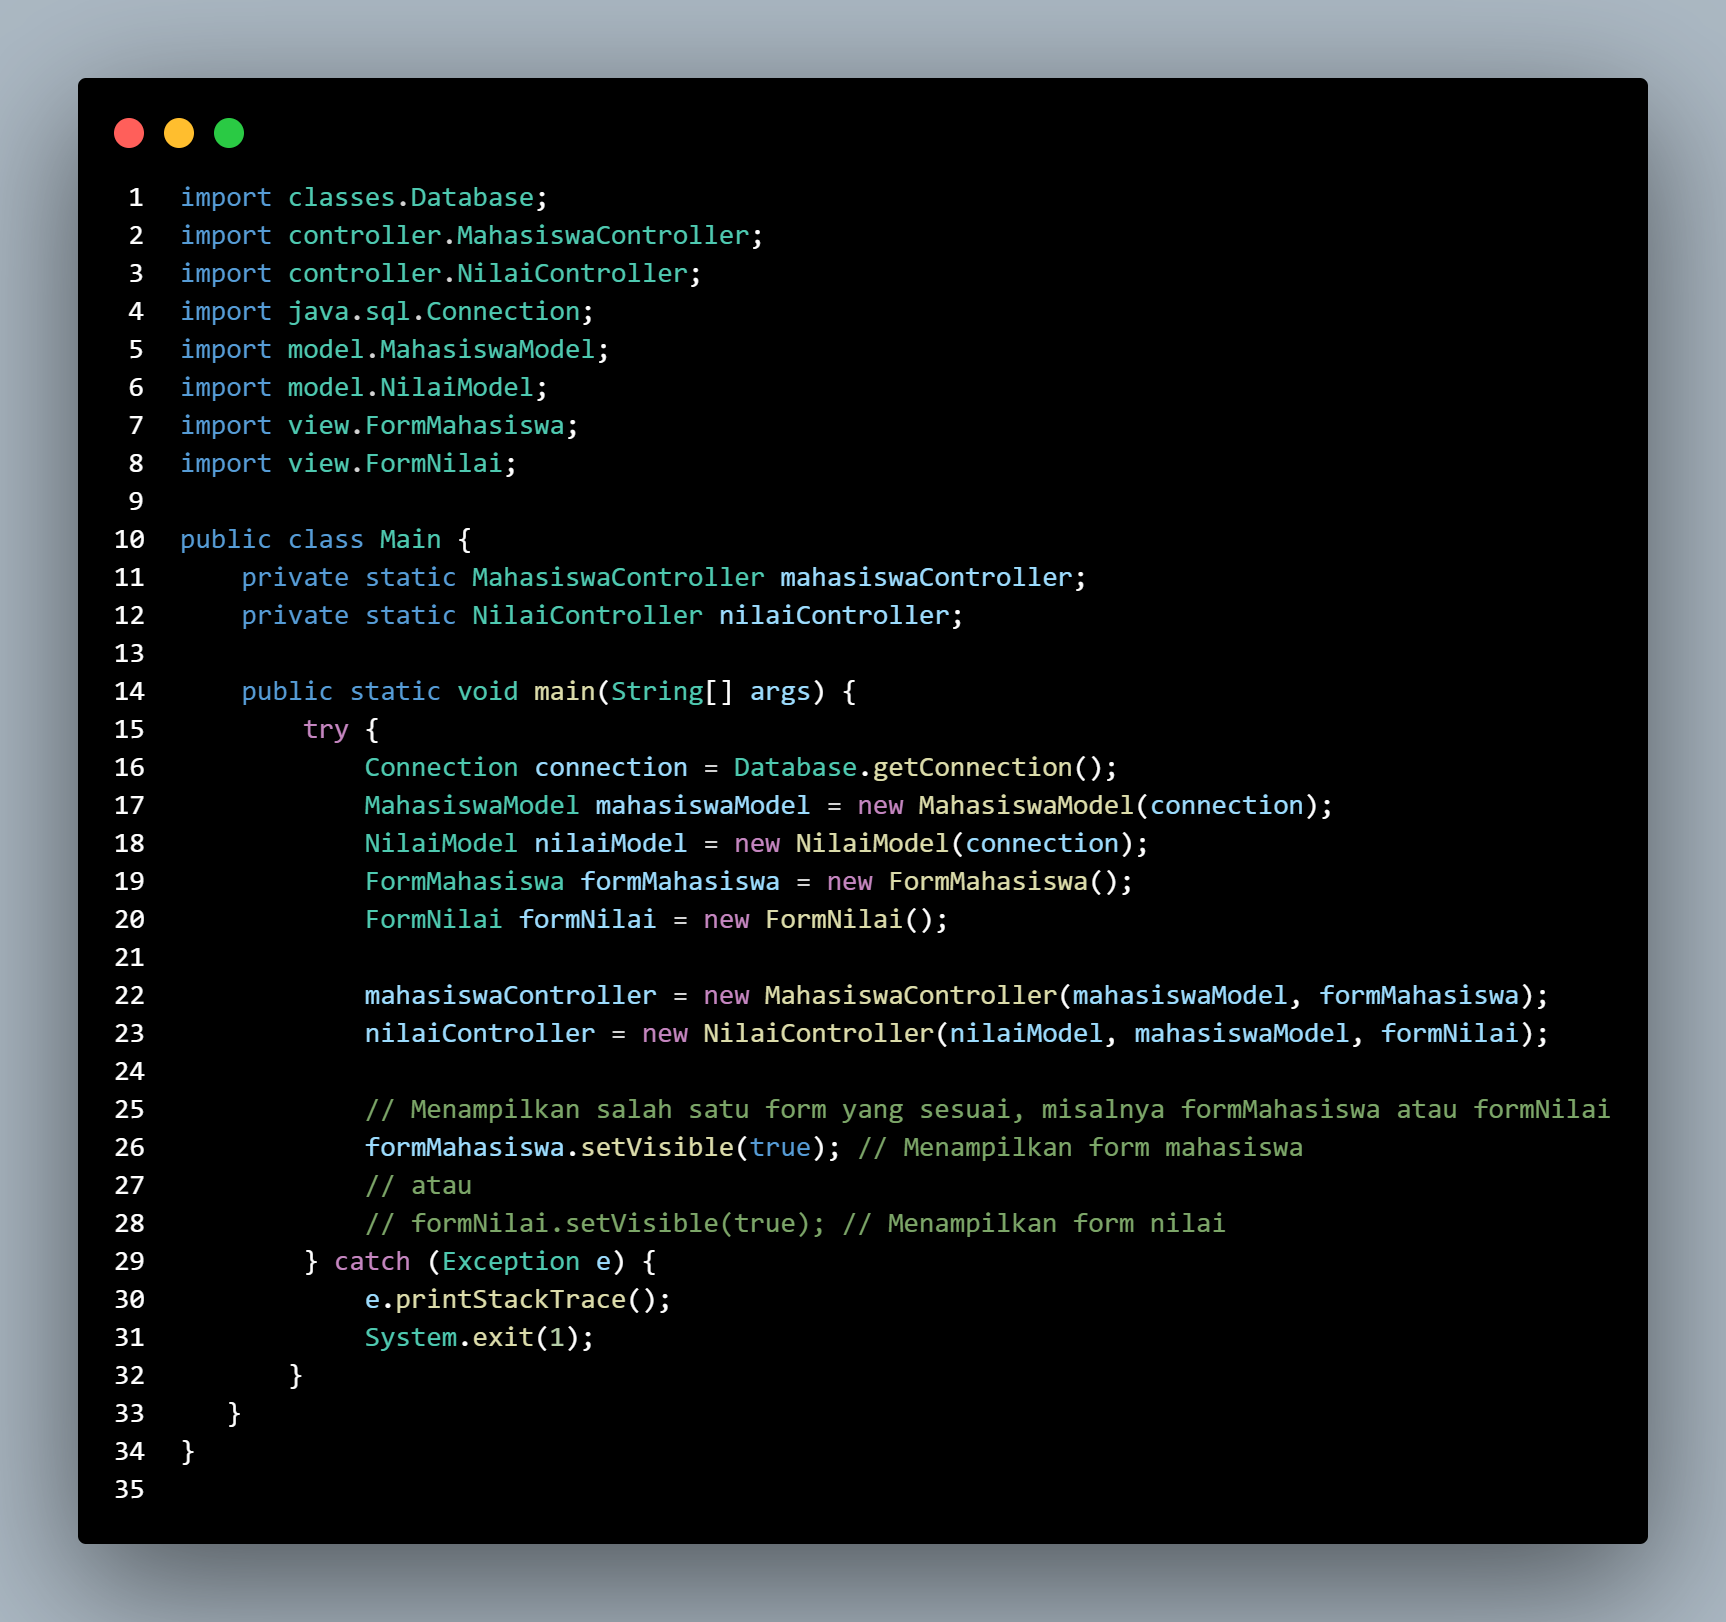 1 import classes.Database;
2 import controller.MahasiswaController;
3 import controller.NilaiController;
4 import java.sql.Connection;
5 import model.MahasiswaModel;
6 import model.NilaiModel;
7 import view.FormMahasiswa;
8 import view.FormNilai;
9
10 public class Main {
11     private static MahasiswaController mahasiswaController;
12     private static NilaiController nilaiController;
13
14     public static void main(String[] args) {
15         try {
16             Connection connection = Database.getConnection();
17             MahasiswaModel mahasiswaModel = new MahasiswaModel(connection);
18             NilaiModel nilaiModel = new NilaiModel(connection);
19             FormMahasiswa formMahasiswa = new FormMahasiswa();
20             FormNilai formNilai = new FormNilai();
21
22             mahasiswaController = new MahasiswaController(mahasiswaModel, formMahasiswa);
23             nilaiController = new NilaiController(nilaiModel, mahasiswaModel, formNilai);
24
25             // Menampilkan salah satu form yang sesuai, misalnya formMahasiswa atau formNilai
26             formMahasiswa.setVisible(true); // Menampilkan form mahasiswa
27             // atau
28             // formNilai.setVisible(true); // Menampilkan form nilai
29         } catch (Exception e) {
30             e.printStackTrace();
31             System.exit(1);
32        }
33    }
34 }
35